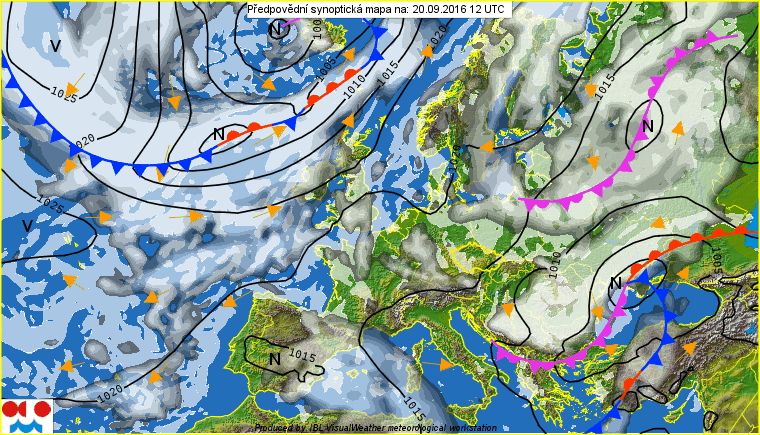 Předpovědní synoptická mapa na: 20.09.2016 12 UTC
V
N
1005
1010
1015
1020
1015
1025
1020
N
N
1025
V
1010
1005
N
N
1015
1020
1015
Produced by IBL VisualWeather meteorological workstation